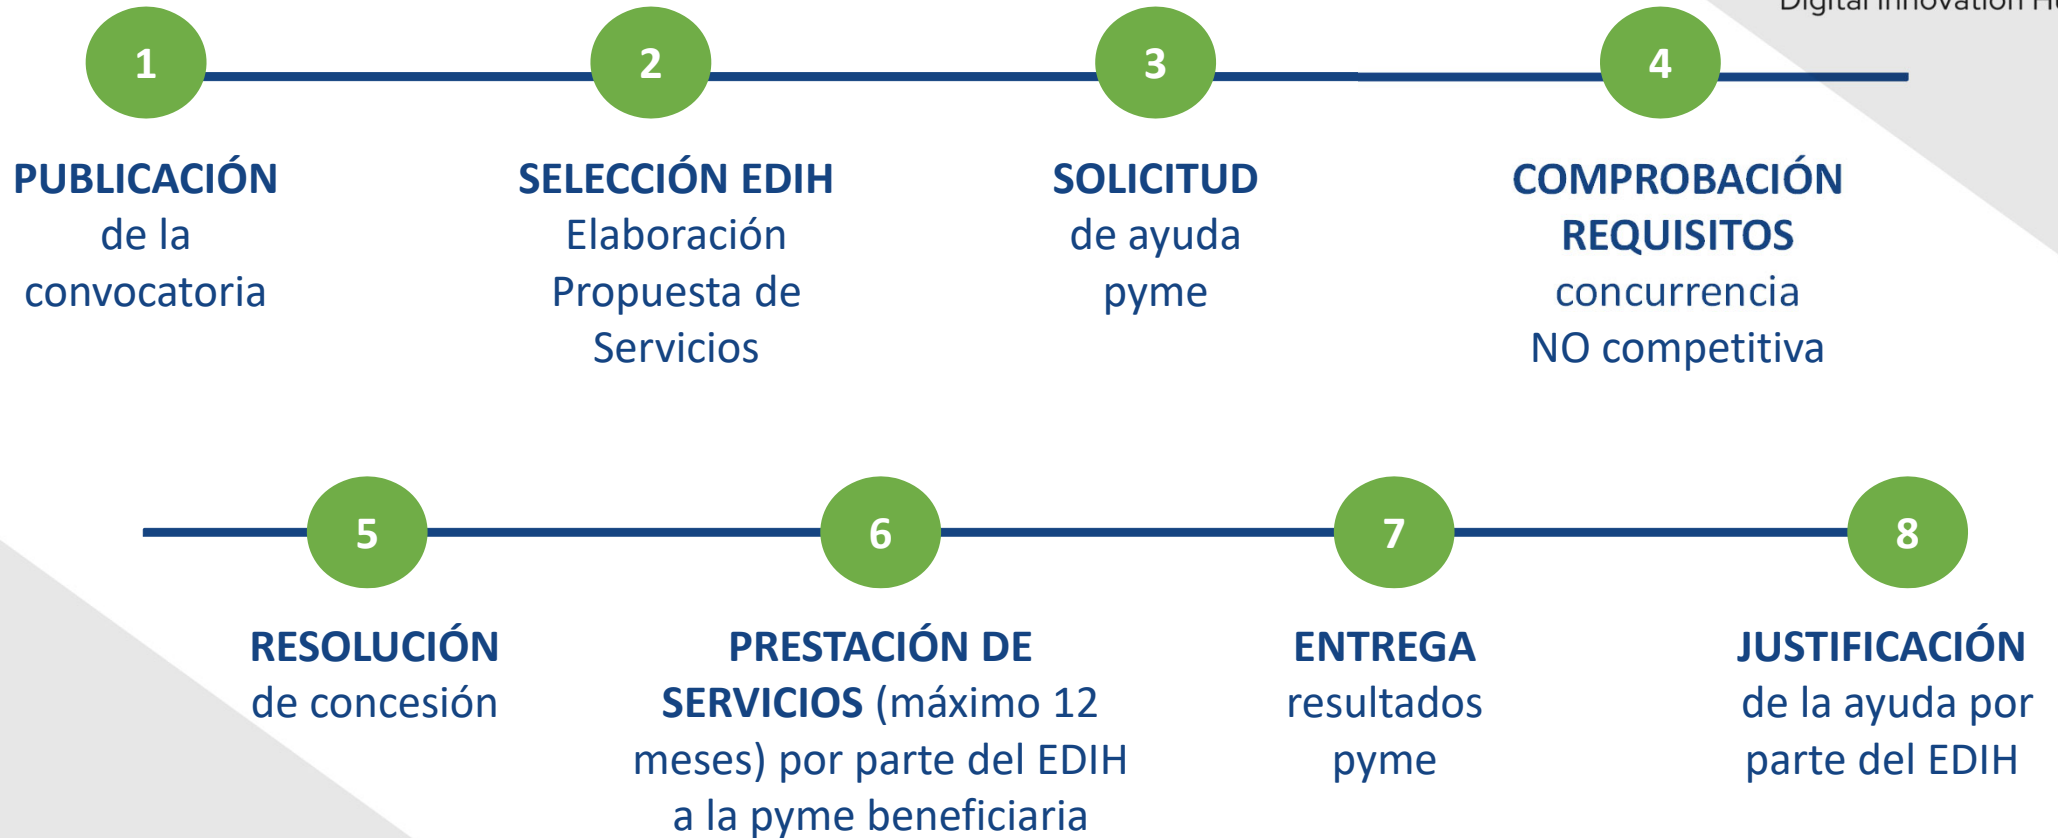 Digital Innovation
1
2
3
4
PUBLICACIÓN
de la
convocatoria
SELECCIÓN EDIH
Elaboración
Propuesta de
Servicios
SOLICITUD
de ayuda
pyme
COMPROBACIÓN
REQUISITOS
concurrencia
NO competitiva
5
6
7
8
RESOLUCIÓN
de concesión
PRESTACIÓN DE
SERVICIOS (máximo 12
meses) por parte del EDIH
a la pyme beneficiaria
ENTREGA
resultados
pyme
JUSTIFICACIÓN
de la ayuda por
parte del EDIH